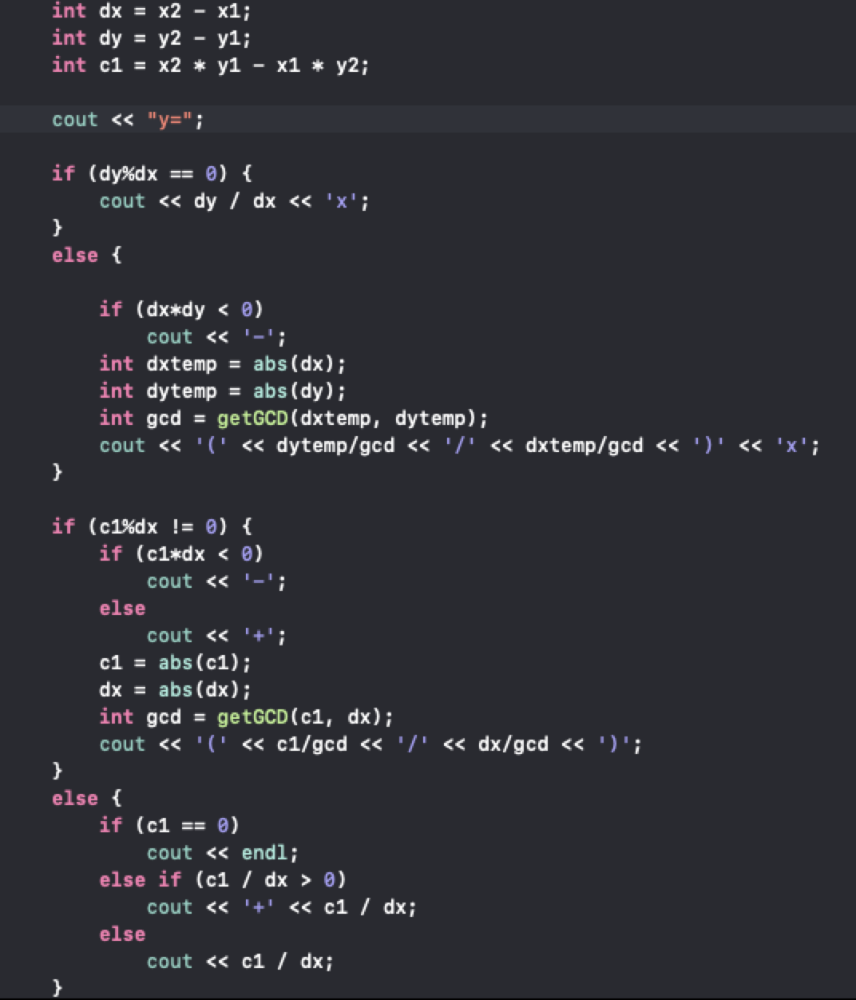 int dx = x2 - x1;
int dy = y2 - y1;
int c1 = x2 * y1 - x1 * y2;
cout << "y=";
if (dy%dx == 0) {
cout << dy / dx << 'x';
}
else {
if (dx*dy < 0)
cout << '-';
int dxtemp = abs(dx);
int dytemp = abs(dy);
int gcd = getGCD(dxtemp, dytemp);
cout << '(' << dytemp/gcd << '/' << dxtemp/gcd << ')' << 'x';
}
if (c1%dx != 0) {
if (c1*dx < 0)
cout << '-';
else
cout << '+';
c1 = abs(c1);
dx = abs(dx);
int gcd = getGCD(c1, dx);
cout << '(' << c1/gcd << '/' << dx/gcd << ')';
}
else {
if (c1 == 0)
cout << endl;
else if (c1 / dx > 0)
cout << '+' << c1 / dx;
else
cout << c1 / dx;
}